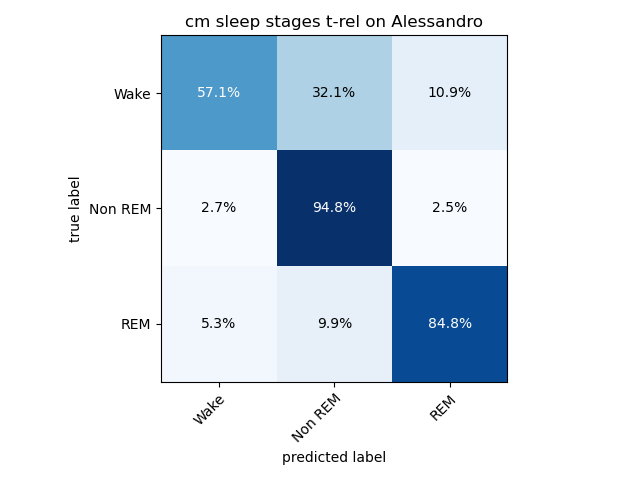 cm sleep stages t-rel on Alessandro
true label
Wake
57.1%
32.1%
10.9%
Non REM
2.7%
94.8%
2.5%
REM
5.3%
9.9%
84.8%
Wake
Non REM
REM
predicted label